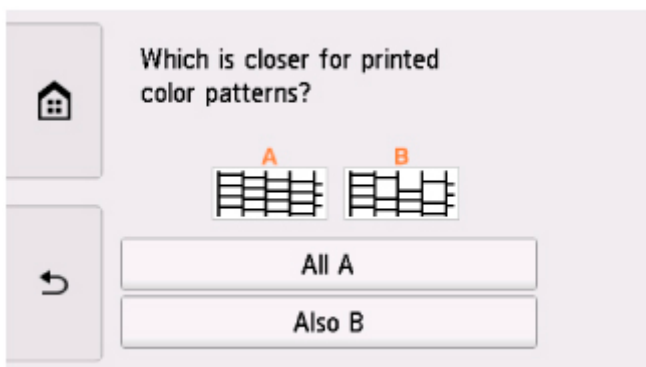 Which is closer for printed
color patterns?
A B
All A
Also B